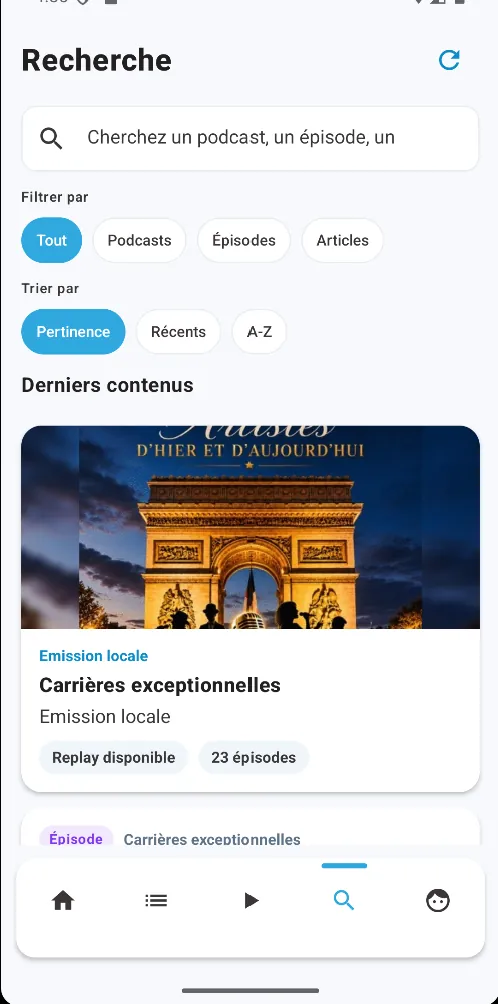 Recherche
Cherchez un podcast, un épisode, un
Filtrer par
Tout
Podcasts
Épisodes
Articles
Trier par
Pertinence
Récents
A-Z
Derniers contenus
Artistes
D'HIER ET D'AUJOURD'HUI
Emission locale
Carrières exceptionnelles
Emission locale
Replay disponible
23 épisodes
Épisode
Carrières exceptionnelles